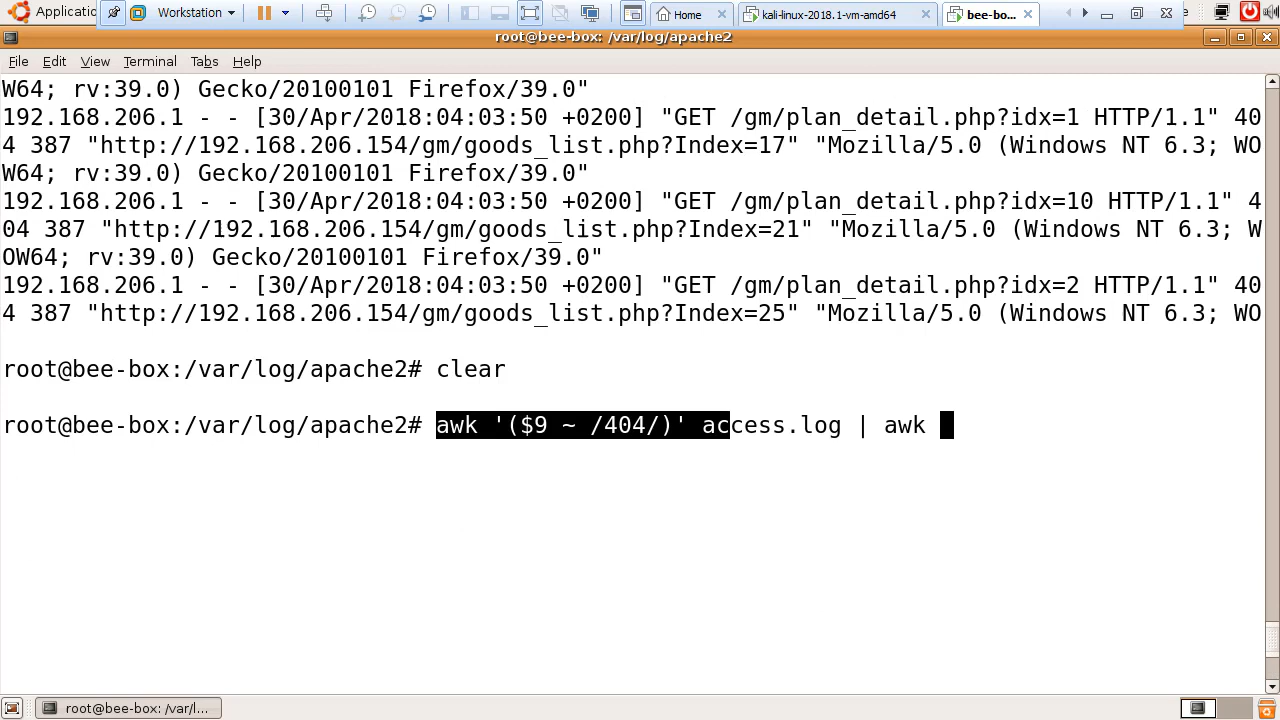 Applications
Workstation
Home
kali-linux-2018.1-vm-amd64
bee-bo...
root@bee-box: /var/log/apache2
File Edit View Terminal Tabs Help
W64; rv:39.0) Gecko/20100101 Firefox/39.0"
192.168.206.1 - - [30/Apr/2018:04:03:50 +0200] "GET /gm/plan_detail.php?idx=1 HTTP/1.1" 40
4 387 "http://192.168.206.154/gm/goods_list.php?Index=17" "Mozilla/5.0 (Windows NT 6.3; WO
W64; rv:39.0) Gecko/20100101 Firefox/39.0"
192.168.206.1 - - [30/Apr/2018:04:03:50 +0200] "GET /gm/plan_detail.php?idx=10 HTTP/1.1" 4
04 387 "http://192.168.206.154/gm/goods_list.php?Index=21" "Mozilla/5.0 (Windows NT 6.3; W
OW64; rv:39.0) Gecko/20100101 Firefox/39.0"
192.168.206.1 - - [30/Apr/2018:04:03:50 +0200] "GET /gm/plan_detail.php?idx=2 HTTP/1.1" 40
4 387 "http://192.168.206.154/gm/goods_list.php?Index=25" "Mozilla/5.0 (Windows NT 6.3; WO
root@bee-box:/var/log/apache2# clear
root@bee-box:/var/log/apache2# awk '($9 ~ /404/)' access.log | awk
root@bee-box: /var/l...